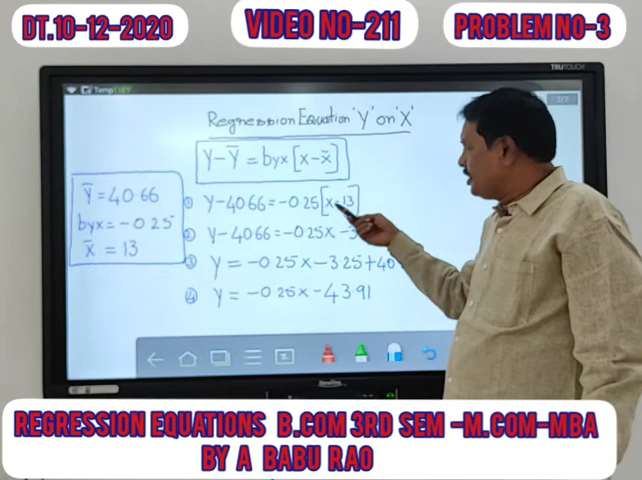 DT.10-12-2020
VIDEO NO-211
PROBLEM NO-3
TRUTOUCH
Regression Equation 'Y' on 'X'
Y-Ȳ = byx [x-x̄]
Ȳ = 40.66
byx = -0.25
x̄ = 13
① Y-40.66 = -0.25 [x-13]
② Y-40.66 = -0.25x -3
③ Y = -0.25x -3.25+40
④ Y = -0.25x -43.91
REGRESSION EQUATIONS B.COM 3RD SEM -M.COM-MBA
BY A BABU RAO